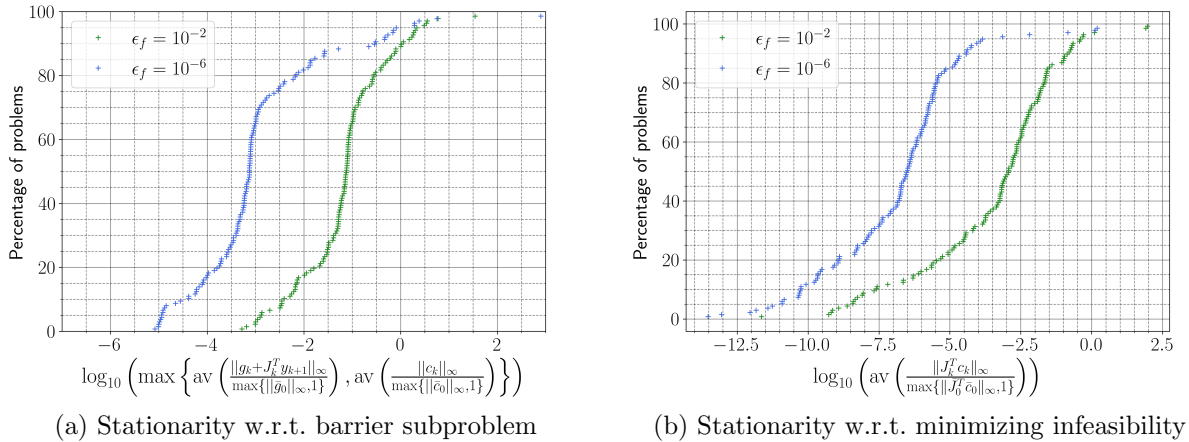 100
80
60
40
20
0
Percentage of problems
ϵ_f = 10^{-2}
ϵ_f = 10^{-6}
−6 −4 −2 0
log_{10} ( max { av ( ||g_k+J_k^T y_{k+1}||_∞ / max{||ḡ_0||_∞,1} ) , av ( ||c_k||_∞ / max{||c̄_0||_∞,1} ) } )
(a) Stationarity w.r.t. barrier subproblem
100
80
60
40
20
0
Percentage of problems
ϵ_f = 10^{-2}
ϵ_f = 10^{-6}
−12.5 −10.0 −7.5 −5.0 −2.5 0.0 2.5
log_{10} ( av ( ||J_k^T c_k||_∞ / max{||J_0^T c̄_0||_∞,1} ) )
(b) Stationarity w.r.t. minimizing infeasibility